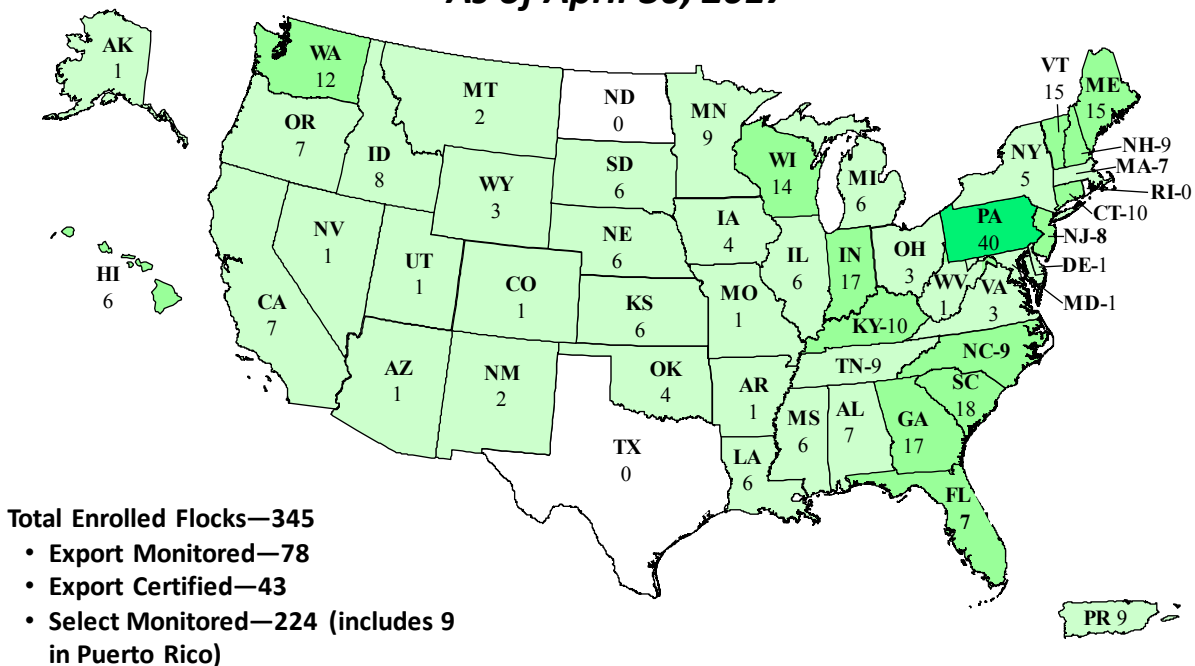 As of April 30, 2017
AK
1
WA
12
MT
2
ND
0
MN
9
VT
15
ME
15
OR
7
ID
8
SD
6
WI
14
MI
6
NY
5
NH-9
MA-7
RI-0
CT-10
WY
3
NV
1
UT
1
CO
1
NE
6
IA
4
IL
6
IN
17
OH
3
PA
40
NJ-8
DE-1
MD-1
WV
1
VA
3
HI
6
CA
7
KS
6
MO
1
KY-10
AZ
1
NM
2
OK
4
AR
1
TN-9
NC-9
SC
18
TX
0
LA
6
MS
6
AL
7
GA
17
FL
7
PR 9
Total Enrolled Flocks—345
• Export Monitored—78
• Export Certified—43
• Select Monitored—224 (includes 9
in Puerto Rico)